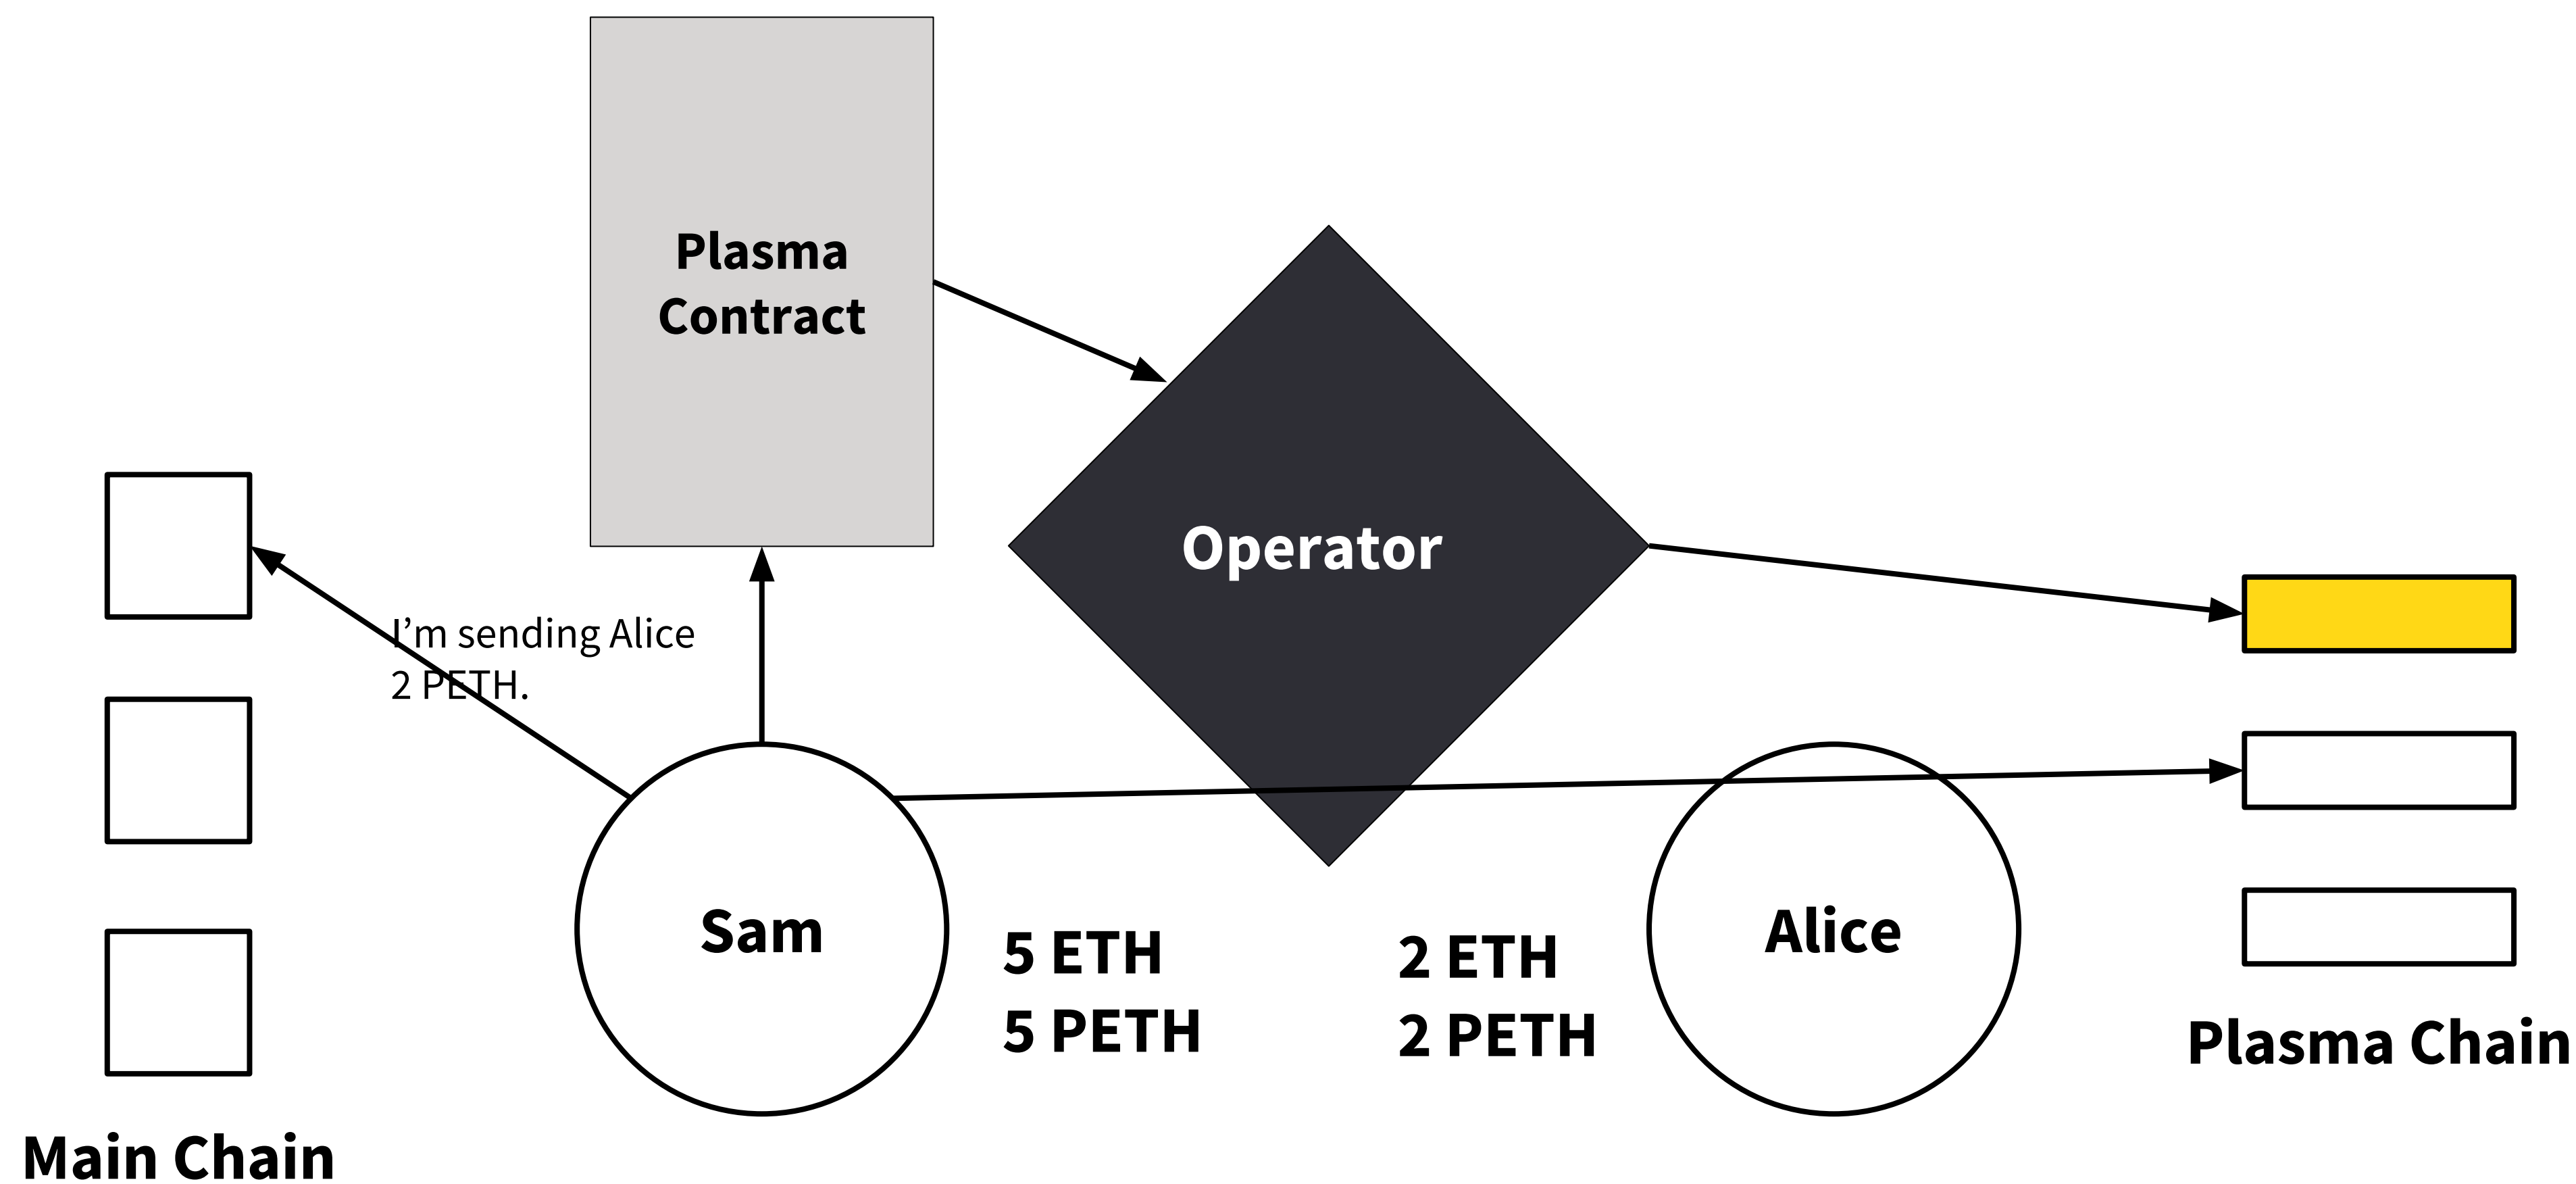 Plasma
Contract
Operator
I’m sending Alice
2 PETH.
Sam
5 ETH
5 PETH
2 ETH
2 PETH
Alice
Plasma Chain
Main Chain